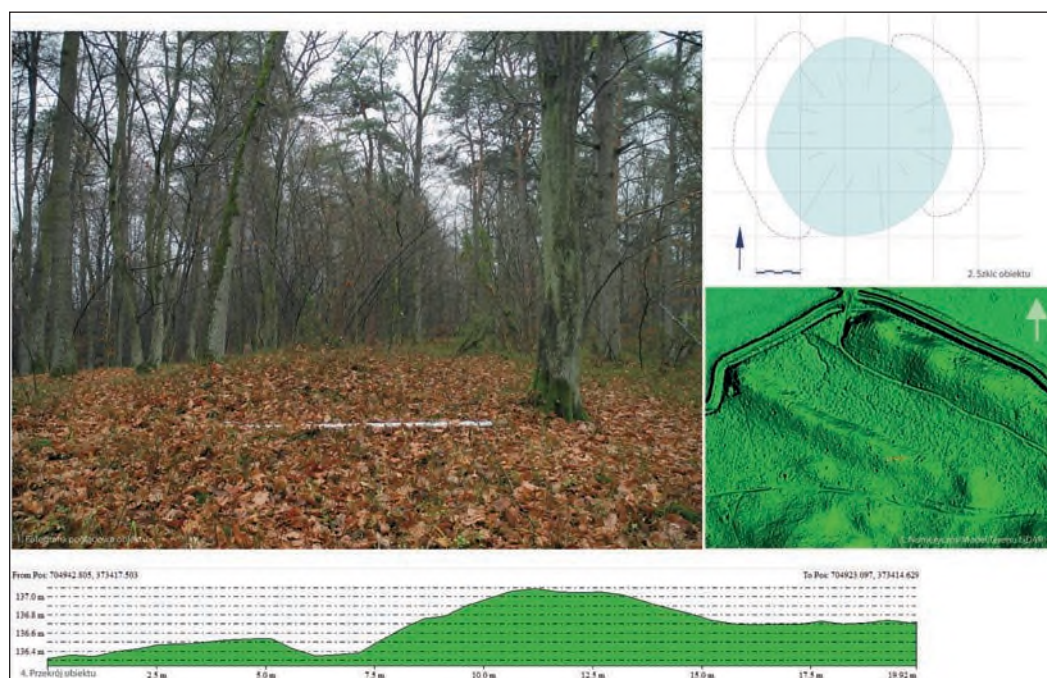 2. Szkic obiektu
1. Fotografia poglądowa obiektu
3. Numeryczny Model Terenu LiDAR
From Pos: 704942.805, 373417.503
To Pos: 704923.097, 373414.629
137.0 m
136.8 m
136.6 m
136.4 m
4. Przekrój obiektu
2.5 m
5.0 m
7.5 m
10.0 m
12.5 m
15.0 m
17.5 m
19.92 m